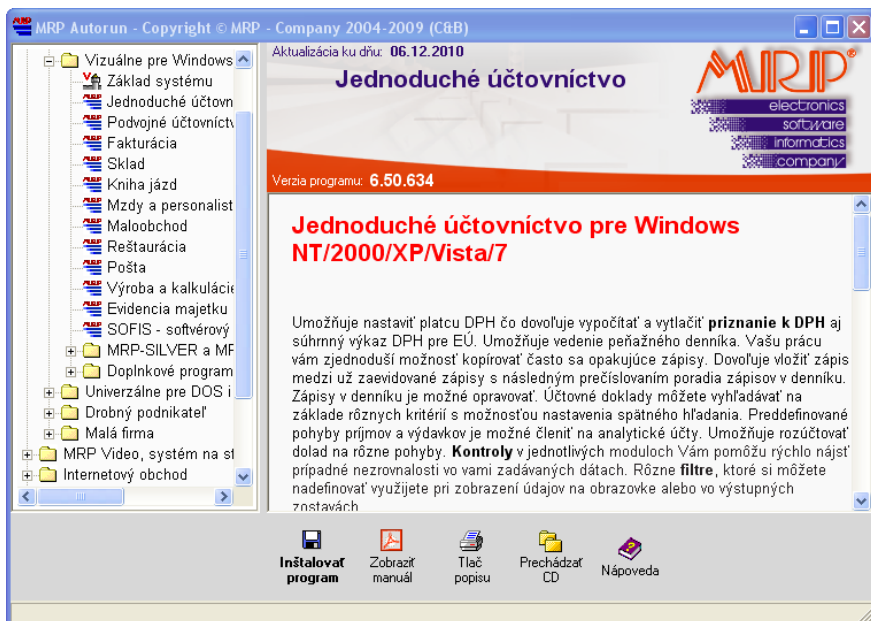 MRP Autorun - Copyright © MRP - Company 2004-2009 (C&B)
Vizuálne pre Windows
Základ systému
Jednoduché účtovn
Podvojné účtovníctv
Fakturácia
Sklad
Kniha jázd
Mzdy a personalist
Maloobchod
Reštaurácia
Pošta
Výroba a kalkulácie
Evidencia majetku
SOFIS - softvérový
MRP-SILVER a MF
Doplnkové program
Univerzálne pre DOS i
Drobný podnikateľ
Malá firma
MRP Video, systém na sť
Internetový obchod
Aktualizácia ku dňu: 06.12.2010
Jednoduché účtovníctvo
MRP®
electronics
software
informatics
company
Verzia programu: 6.50.634
Jednoduché účtovníctvo pre Windows
NT/2000/XP/Vista/7
Umožňuje nastaviť platcu DPH čo dovoľuje vypočítať a vytlačiť priznanie k DPH aj
súhrnný výkaz DPH pre EÚ. Umožňuje vedenie peňažného denníka. Vašu prácu
vám zjednoduší možnosť kopírovať často sa opakujúce zápisy. Dovoľuje vložiť zápis
medzi už zaevidované zápisy s následným prečíslovaním poradia zápisov v denníku.
Zápisy v denníku je možné opravovať. Účtovné doklady môžete vyhľadávať na
základe rôznych kritérií s možnosťou nastavenia spätného hľadania. Preddefinované
pohyby príjmov a výdavkov je možné členiť na analytické účty. Umožňuje rozúčtovať
dolad na rôzne pohyby. Kontroly v jednotlivých moduloch Vám pomôžu rýchlo nájsť
prípadné nezrovnalosti vo vami zadávaných dátach. Rôzne filtre, ktoré si môžete
nadefinovať využijete pri zobrazení údajov na obrazovke alebo vo výstupných
zostavách
Inštalovať
program
Zobraziť
manuál
Tlač
popisu
Prechádzať
CD
Nápoveda